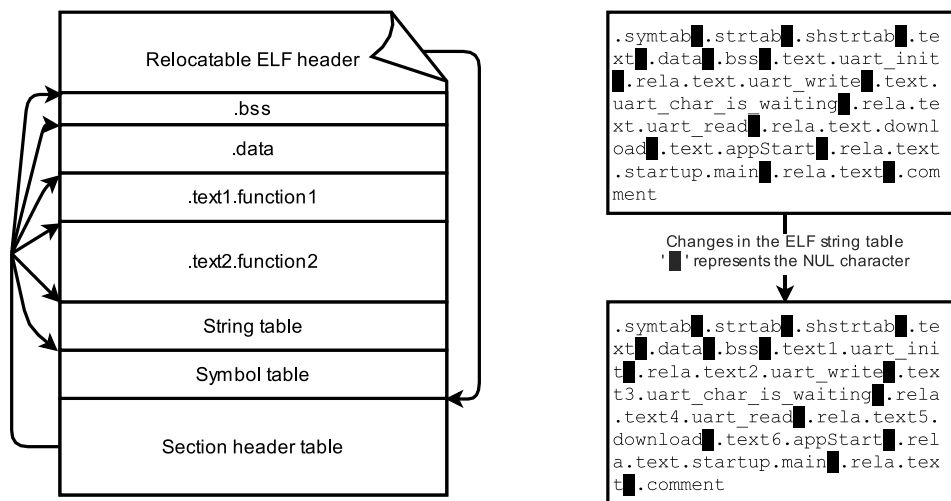 Relocatable ELF header
.bss
.data
.text1.function1
.text2.function2
String table
Symbol table
Section header table
.symtab█.strtab█.shstrtab█.te
xt█.data█.bss█.text.uart_init
█.rela.text.uart_write█.text.
uart_char_is_waiting█.rela.te
xt.uart_read█.rela.text.downl
oad█.text.appStart█.rela.text
.startup.main█.rela.text█.com
ment
Changes in the ELF string table
'█' represents the NUL character
.symtab█.strtab█.shstrtab█.te
xt█.data█.bss█.text1.uart_ini
t█.rela.text2.uart_write█.tex
t3.uart_char_is_waiting█.rela
.text4.uart_read█.rela.text5.
download█.text6.appStart█.rel
a.text.startup.main█.rela.tex
t█.comment